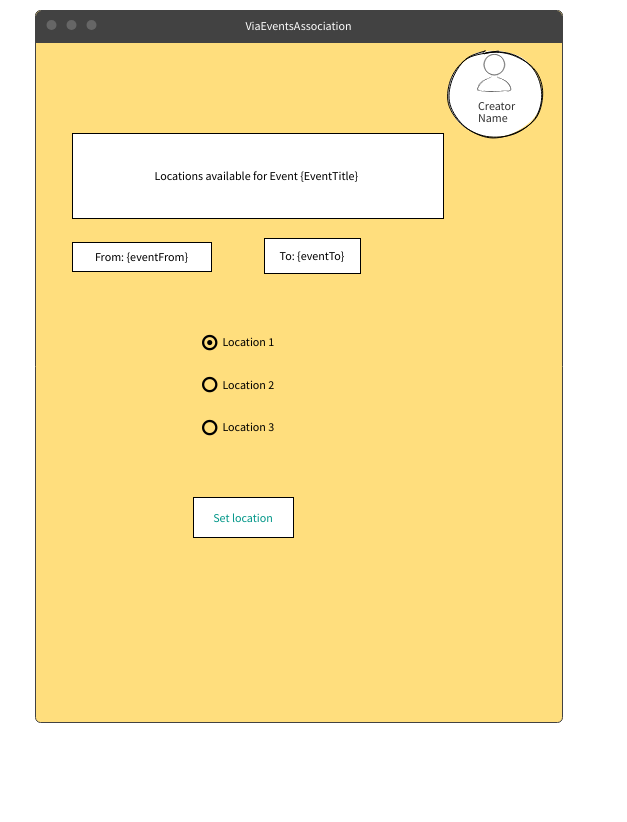 ViaEventsAssociation
Creator
Name
Locations available for Event {EventTitle}
From: {eventFrom}
To: {eventTo}
Location 1
Location 2
Location 3
Set location